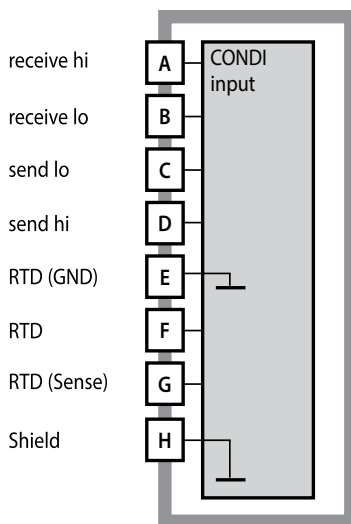 receive hi A CONDI
input
receive lo B
send lo C
send hi D
RTD (GND) E
RTD F
RTD (Sense) G
Shield H